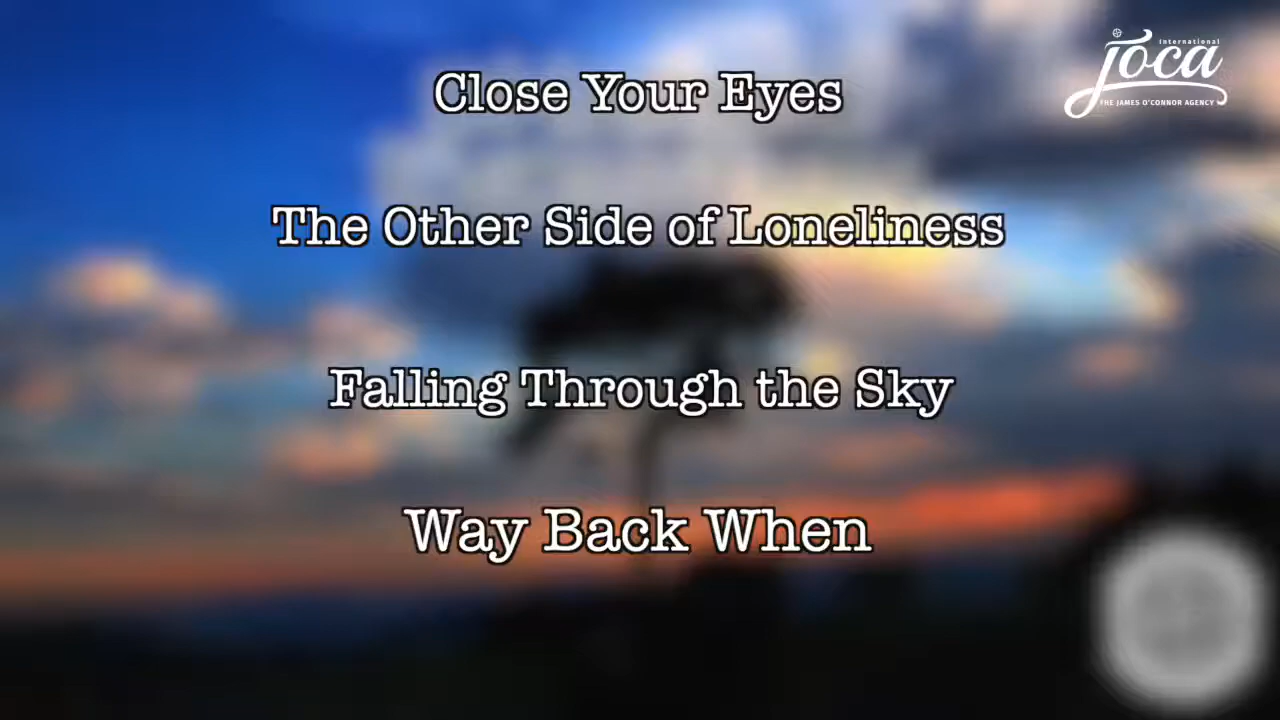 International
joca
THE JAMES O'CONNOR AGENCY
Close Your Eyes
The Other Side of Loneliness
Falling Through the Sky
Way Back When